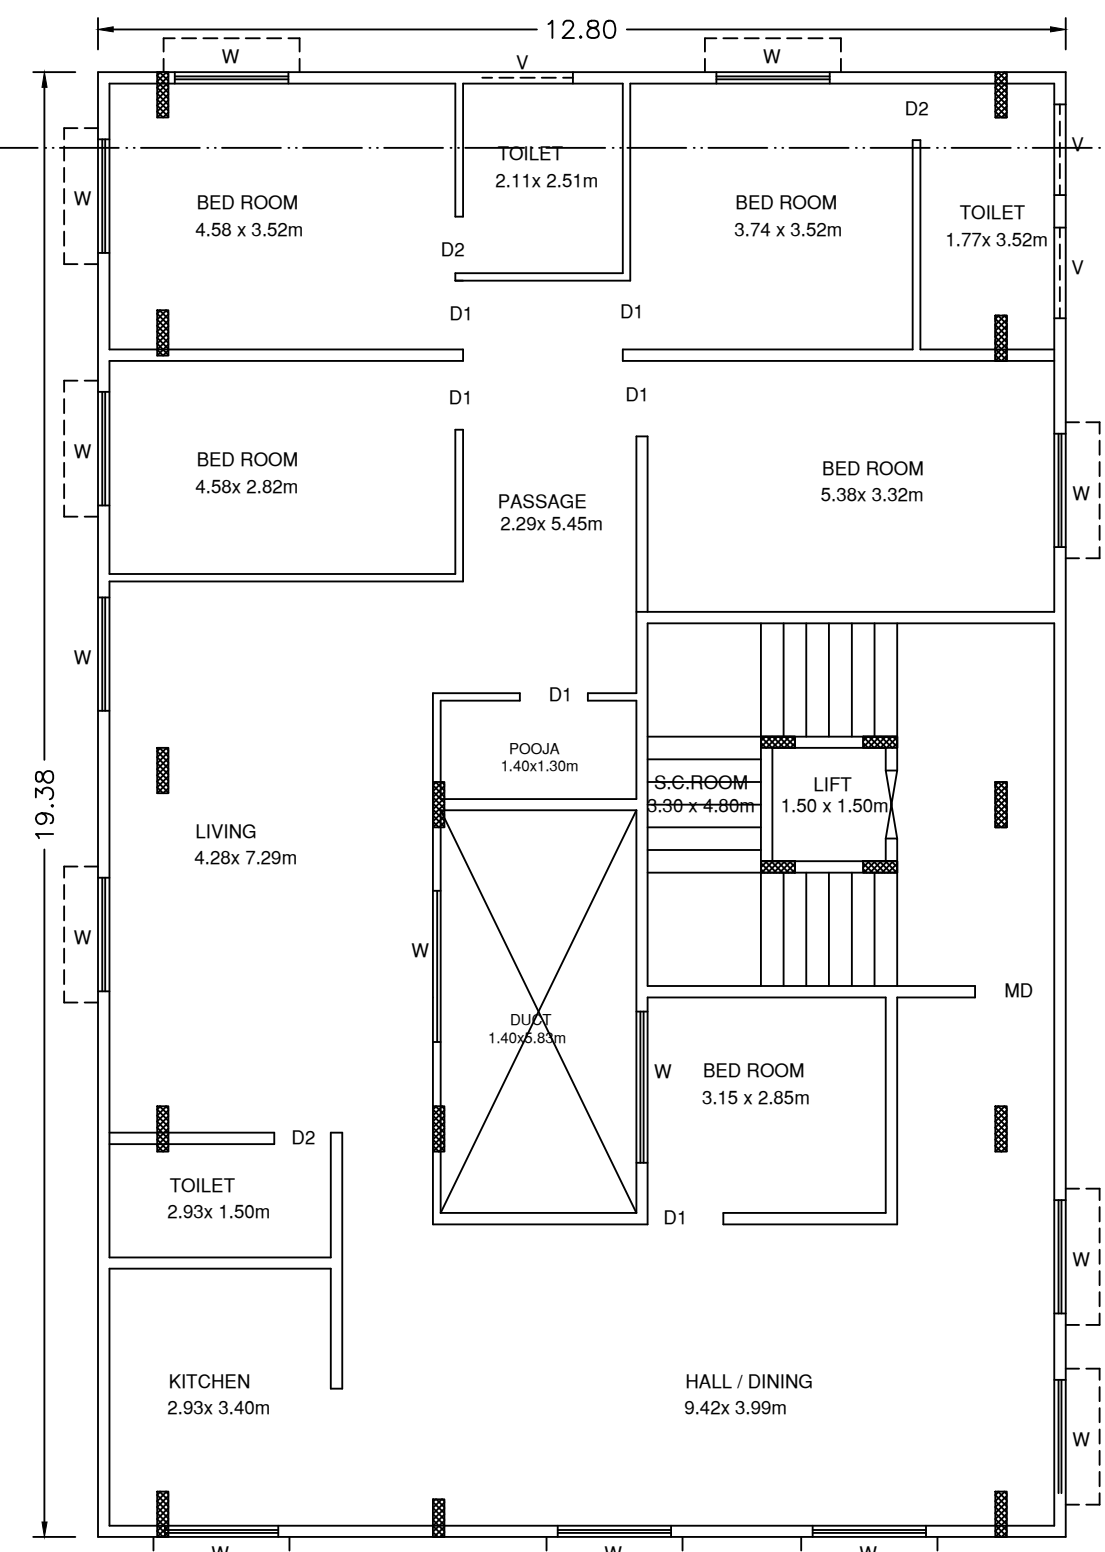 12.80
W
V
W
D2
TOILET
2.11x 2.51m
V
W
BED ROOM
4.58 x 3.52m
BED ROOM
3.74 x 3.52m
TOILET
1.77x 3.52m
D2
V
D1
D1
D1
D1
W
BED ROOM
4.58x 2.82m
BED ROOM
5.38x 3.32m
W
PASSAGE
2.29x 5.45m
W
D1
POOJA
1.40x1.30m
S.C.ROOM
3.30 x 4.80m
LIFT
1.50 x 1.50m
19.38
LIVING
4.28x 7.29m
W
W
MD
DUCT
1.40x5.83m
W
BED ROOM
3.15 x 2.85m
D2
TOILET
2.93x 1.50m
D1
W
KITCHEN
2.93x 3.40m
HALL / DINING
9.42x 3.99m
W
W
W
W